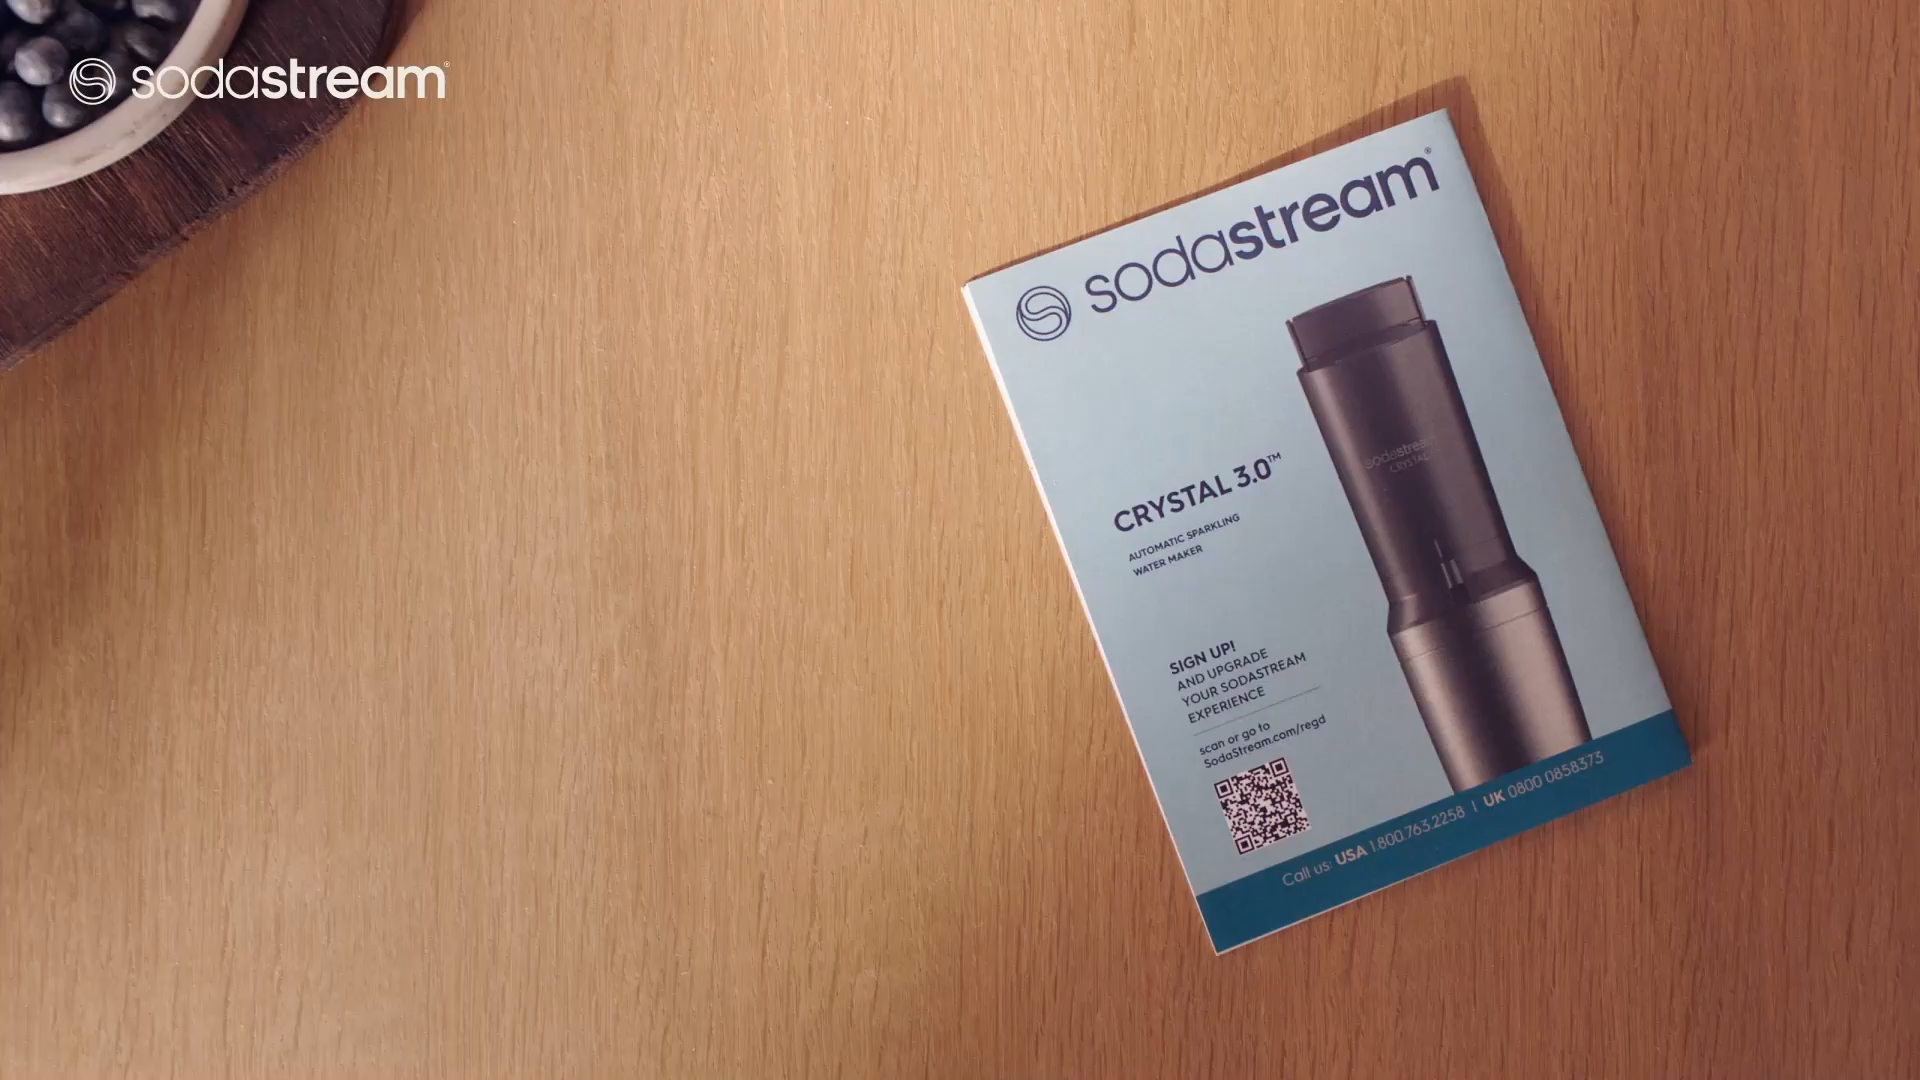 sodastream
sodastream
CRYSTAL 3.0™
AUTOMATIC SPARKLING
WATER MAKER
sodastream
CRYSTAL
SIGN UP!
AND UPGRADE
YOUR SODASTREAM
EXPERIENCE
scan or go to
SodaStream.com/regd
Call us: USA 1.800.763.2258 | UK 0800 0858373